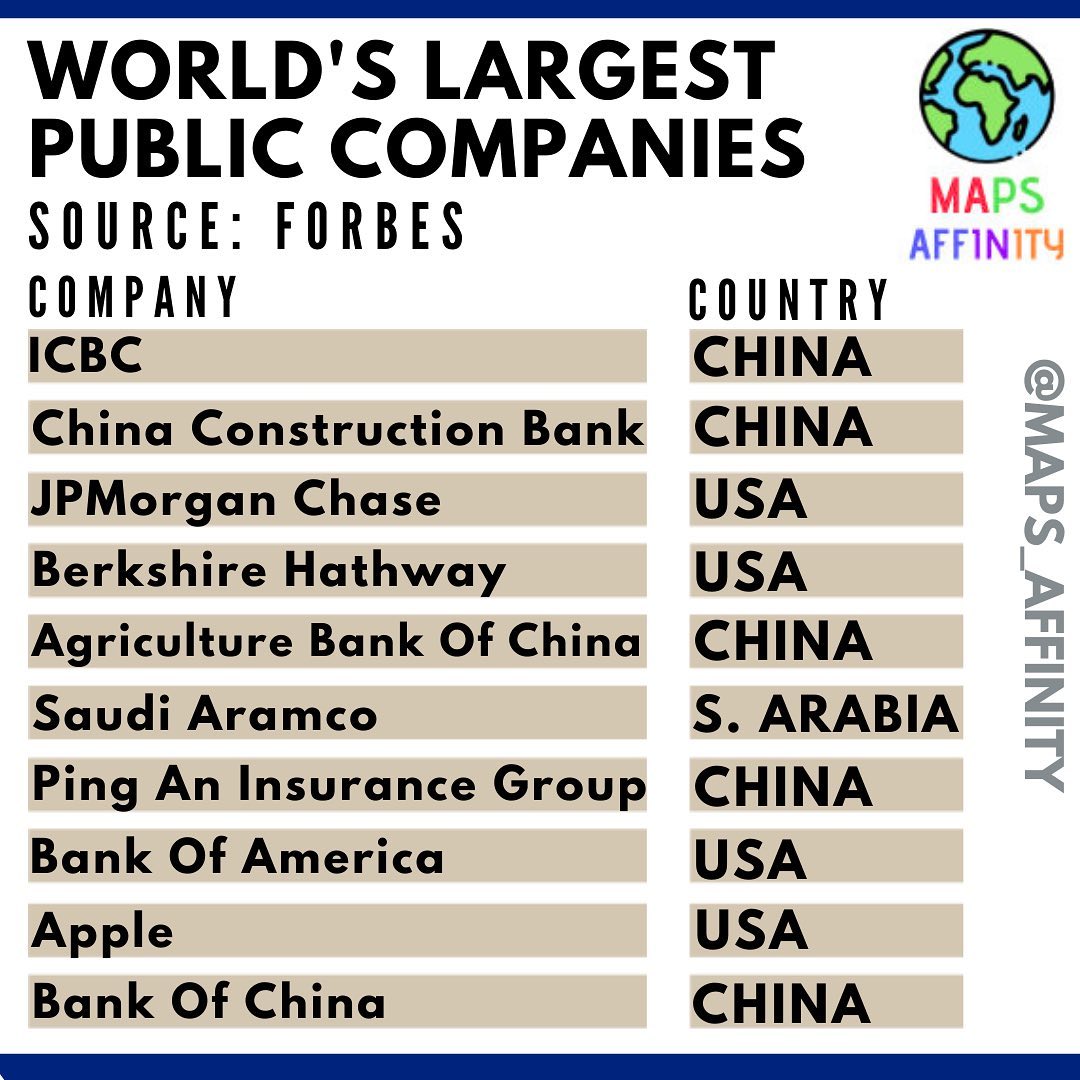 WORLD'S LARGEST
PUBLIC COMPANIES
SOURCE: FORBES
MAPS
AFFINITY
COMPANY COUNTRY
ICBC CHINA
China Construction Bank CHINA
JPMorgan Chase USA
Berkshire Hathway USA
Agriculture Bank Of China CHINA
Saudi Aramco S. ARABIA
Ping An Insurance Group CHINA
Bank Of America USA
Apple USA
Bank Of China CHINA
@MAPS_AFFINITY